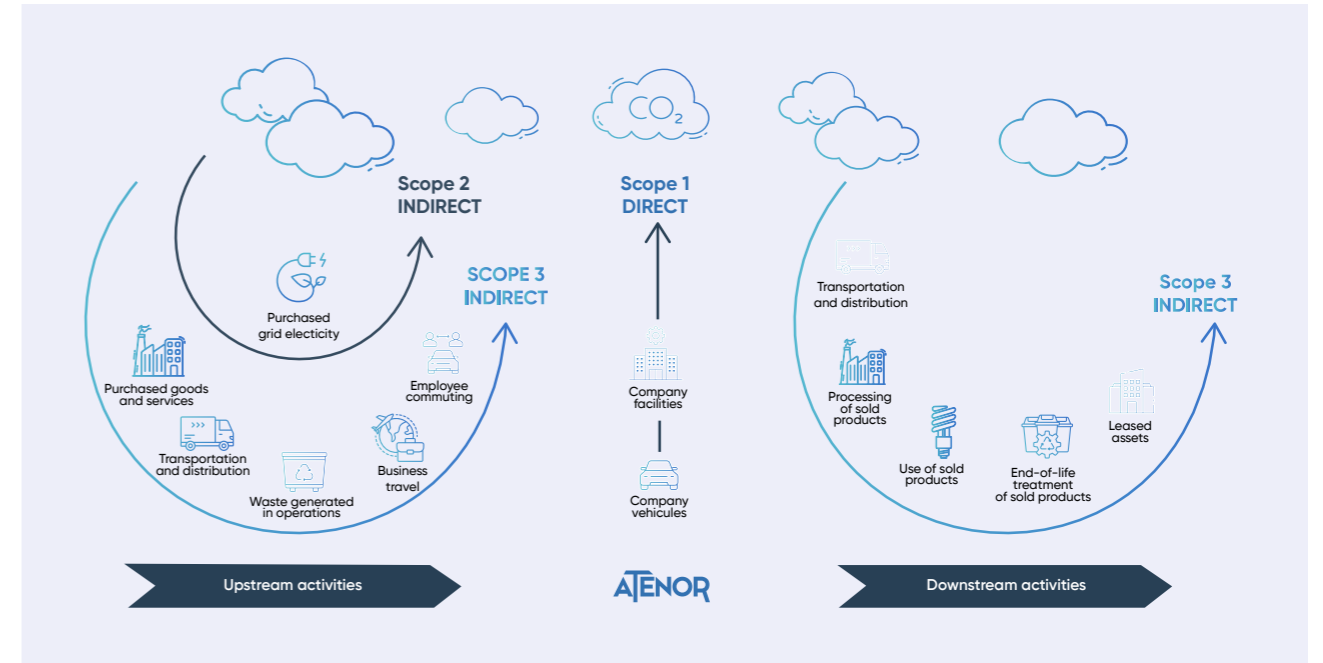 CO₂
Scope 2
INDIRECT
Purchased
grid electicity
SCOPE 3
INDIRECT
Purchased goods
and services
Transportation
and distribution
Waste generated
in operations
Business
travel
Employee
commuting
Upstream activities
Scope 1
DIRECT
Company
facilities
Company
vehicules
ATENOR
Transportation
and distribution
Processing
of sold
products
Use of sold
products
End-of-life
treatment
of sold products
Leased
assets
Scope 3
INDIRECT
Downstream activities